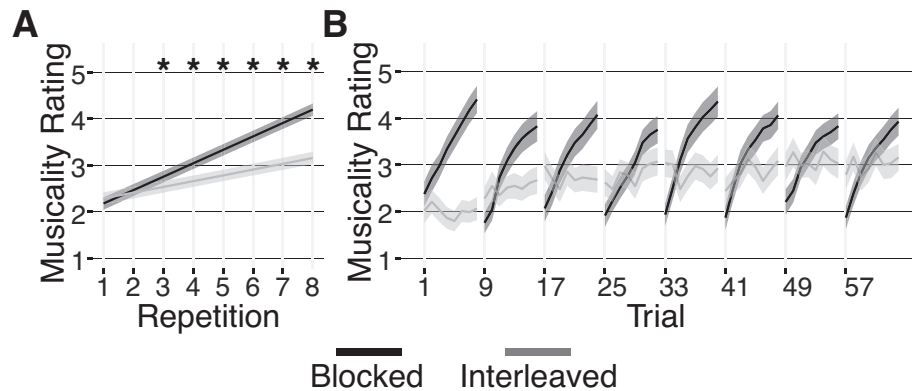 A
B
Musicality Rating
5
4
3
2
1
* * * * * *
1 2 3 4 5 6 7 8
Repetition
Musicality Rating
5
4
3
2
1
1 9 17 25 33 41 49 57
Trial
Blocked Interleaved